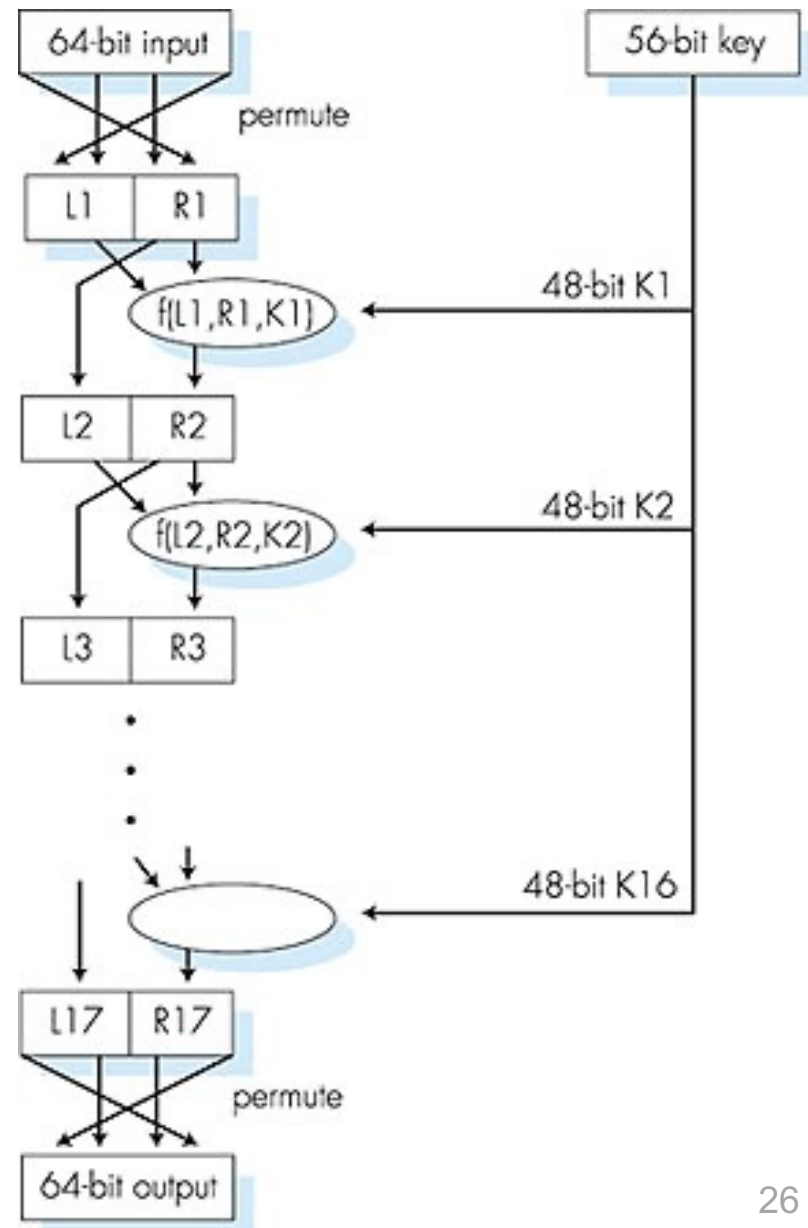 64-bit input
56-bit key
permute
L1 R1
48-bit K1
f(L1,R1,K1)
L2 R2
48-bit K2
f(L2,R2,K2)
L3 R3
48-bit K16
L17 R17
permute
64-bit output
26